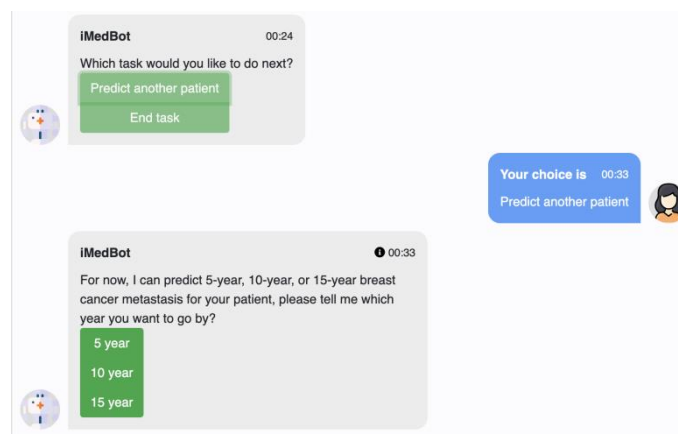 iMedBot 00:24
Which task would you like to do next?
Predict another patient
End task
Your choice is 00:33
Predict another patient
iMedBot 00:33
For now, I can predict 5-year, 10-year, or 15-year breast
cancer metastasis for your patient, please tell me which
year you want to go by?
5 year
10 year
15 year